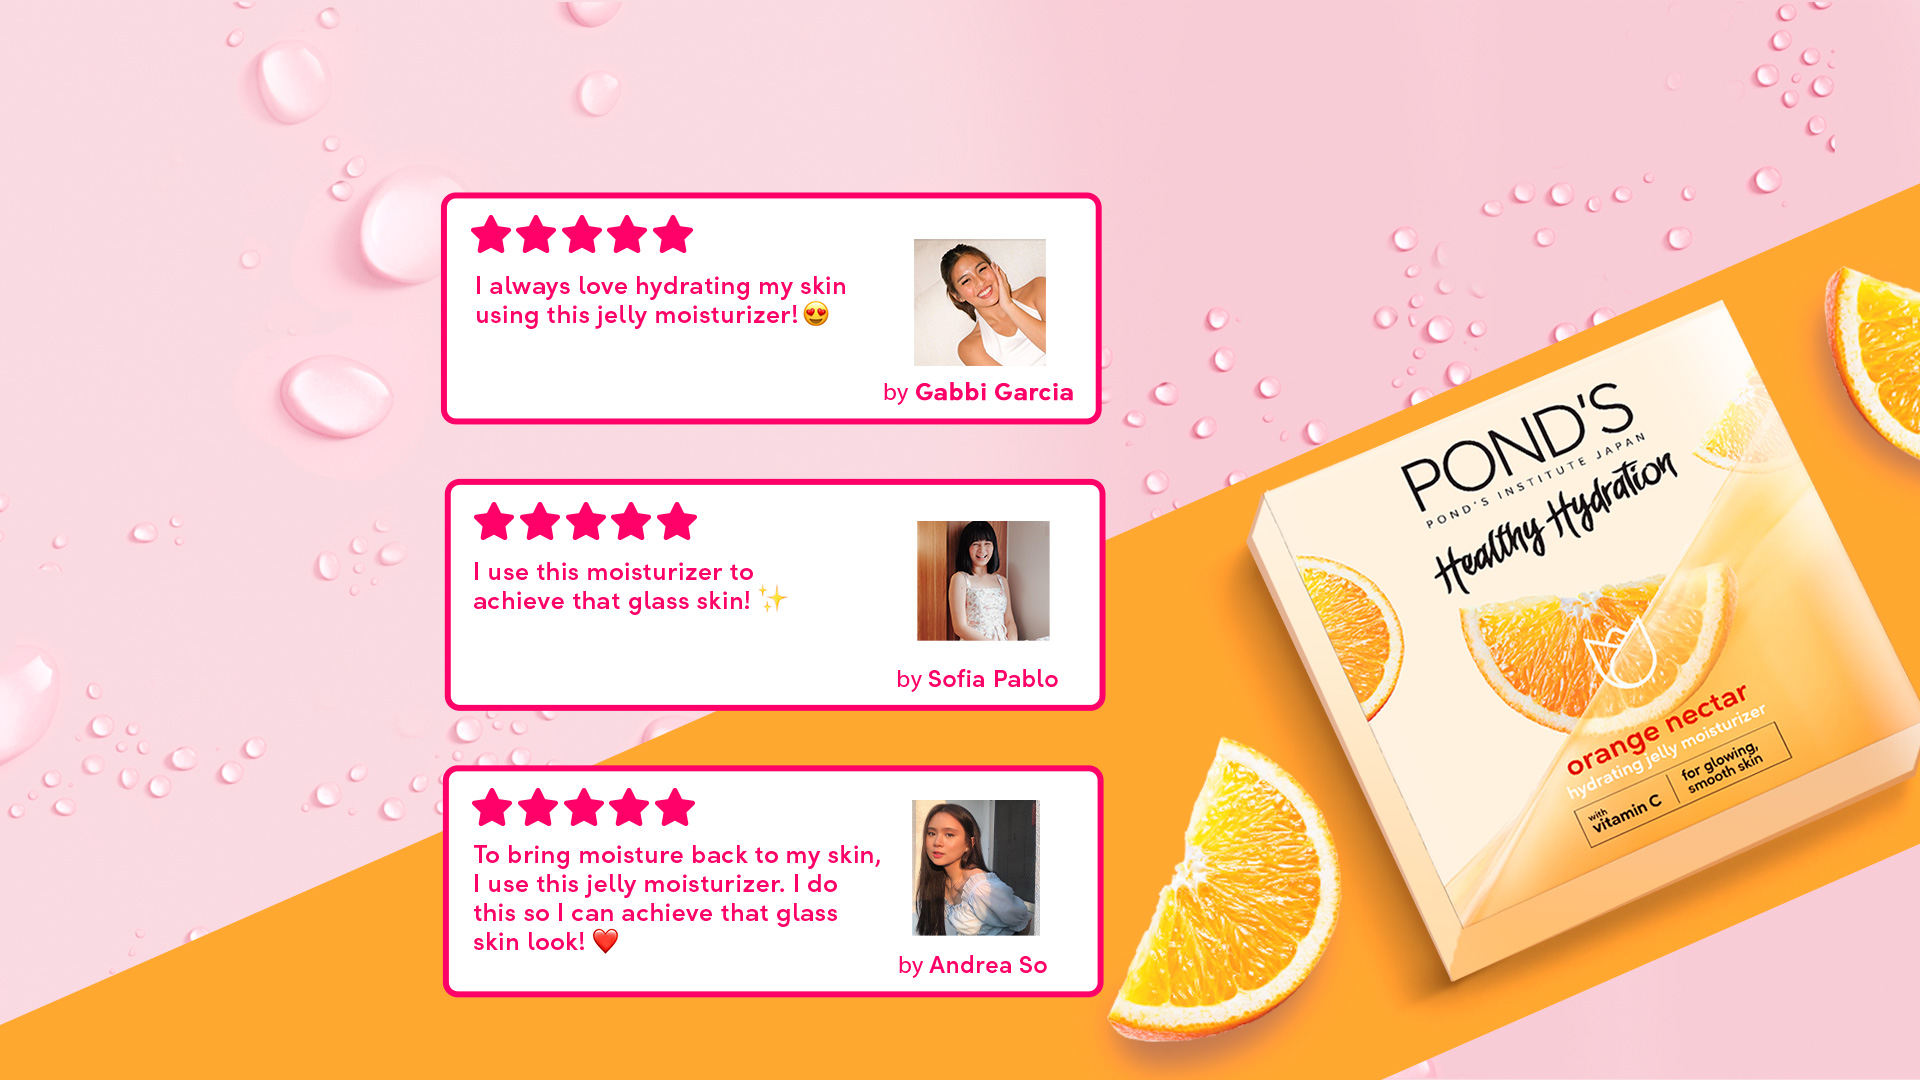 I always love hydrating my skin
using this jelly moisturizer! 😍
by Gabbi Garcia
I use this moisturizer to
achieve that glass skin! ✨
by Sofia Pablo
To bring moisture back to my skin,
I use this jelly moisturizer. I do
this so I can achieve that glass
skin look! ❤️
by Andrea So
POND'S
POND'S INSTITUTE JAPAN
Healthy Hydration
orange nectar
hydrating jelly moisturizer
with
vitamin C
for glowing,
smooth skin